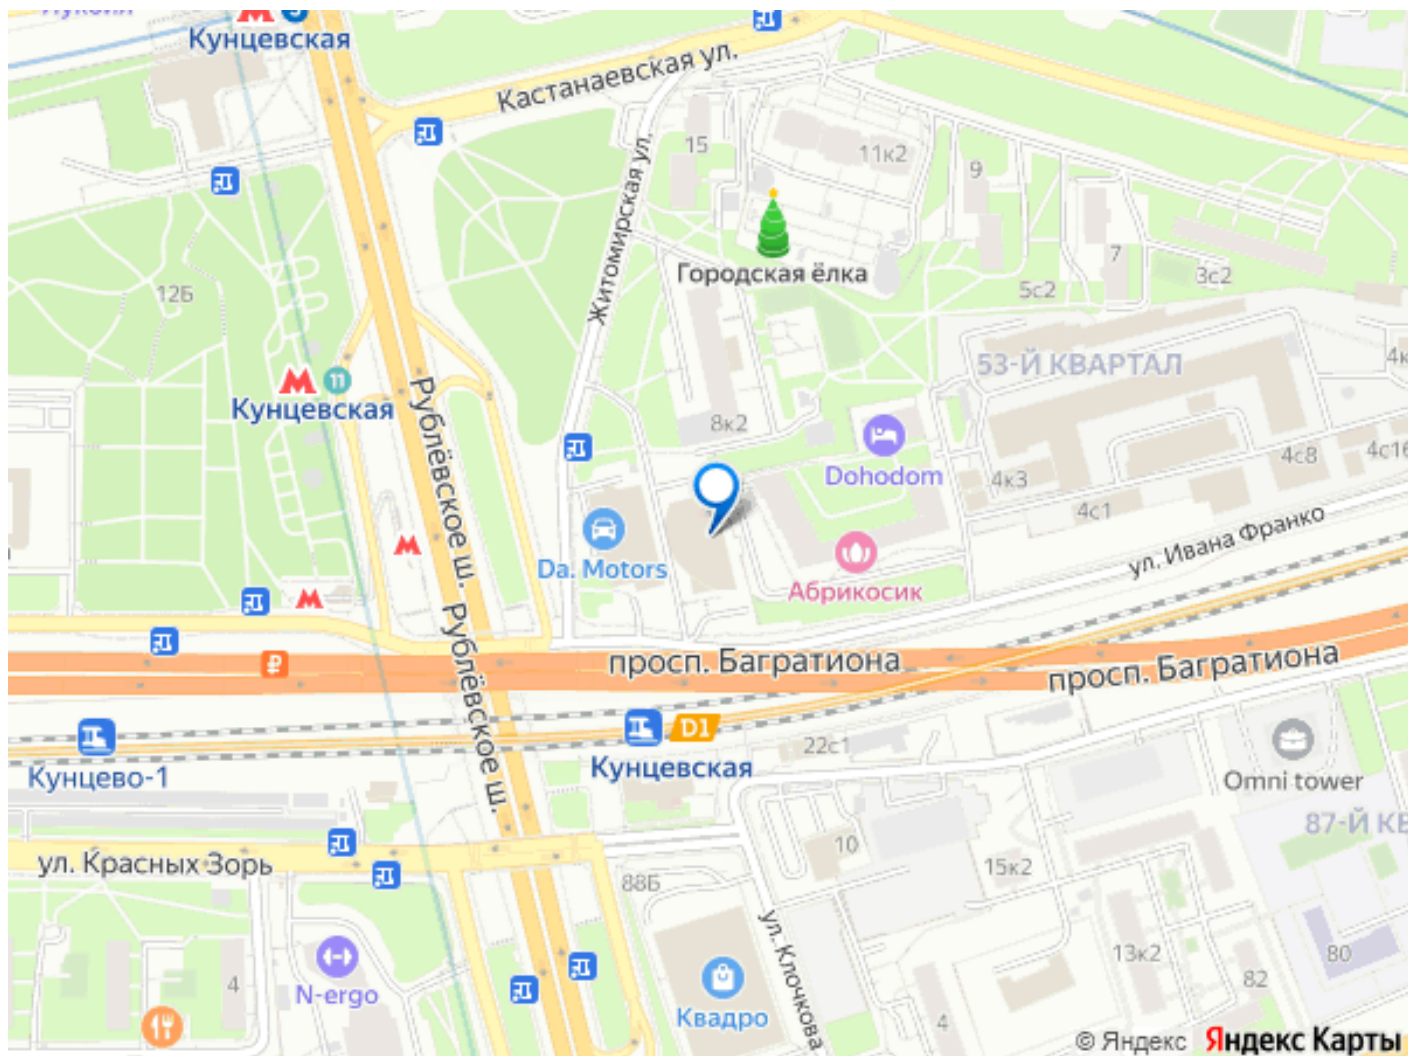 Кунцевская
5
Кастанаевская ул.
15
11к2
9
Житомирская ул.
7
Городская ёлка
3с2
5с2
12Б
53-Й КВАРТАЛ
М 11
Кунцевская
Рублёвское ш.
8к2
Dohodom
4к3
4с8
4с16
4с1
ул. Ивана Франко
Da. Motors
Абрикосик
М
М
Рублёвское ш.
просп. Багратиона
просп. Багратиона
₽
D1
Кунцево-1
Кунцевская
22с1
Omni tower
ул. Красных Зорь
10
15к2
88Б
ул. Клочкова
13к2
80
82
4
N-ergo
Квадро
4
© Яндекс Яндекс Карты